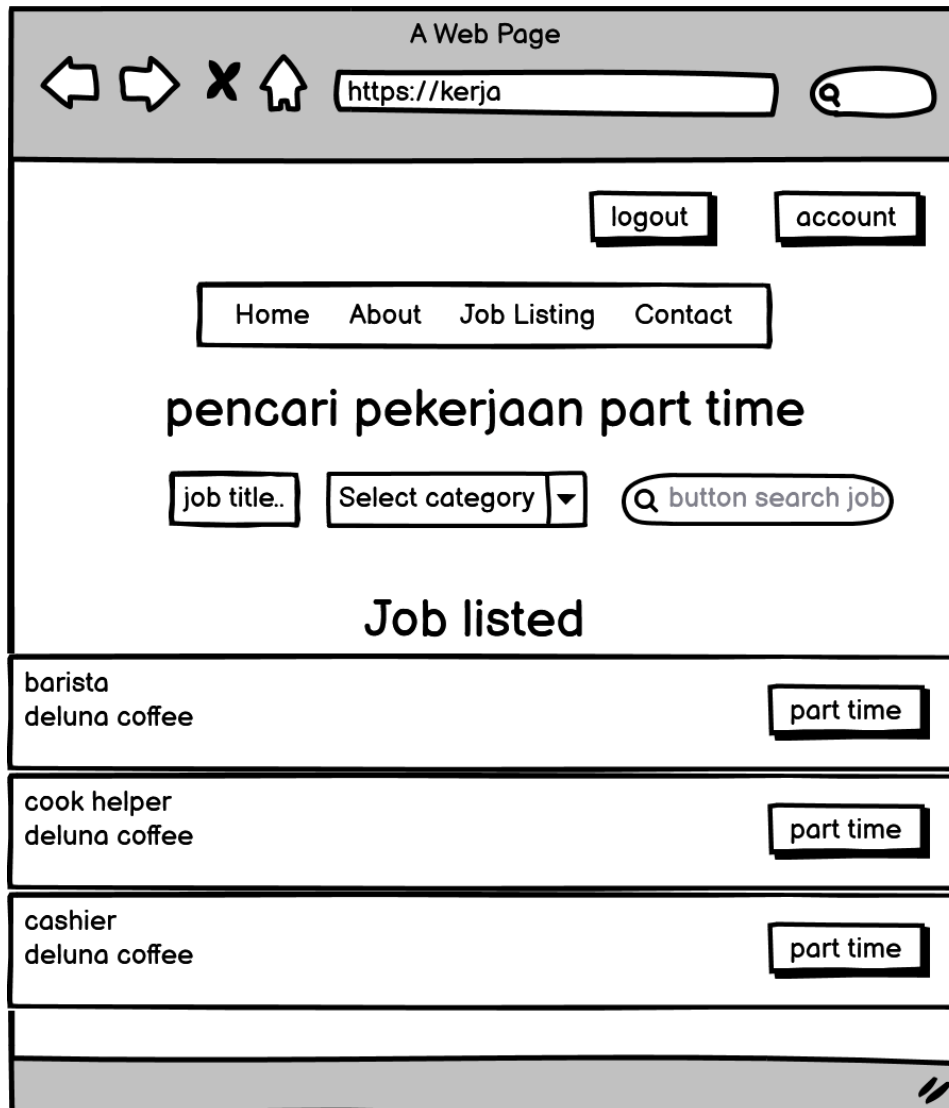 A Web Page
https://kerja
logout account
Home About Job Listing Contact
pencari pekerjaan part time
job title.. Select category button search job
Job listed
barista
deluna coffee
part time
cook helper
deluna coffee
part time
cashier
deluna coffee
part time